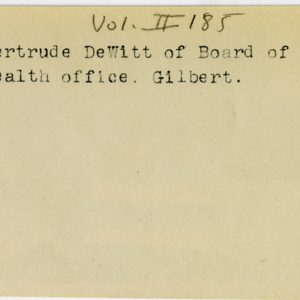 Vol. II 185
ertrude DeWitt of Board of
ealth office. Gilbert.